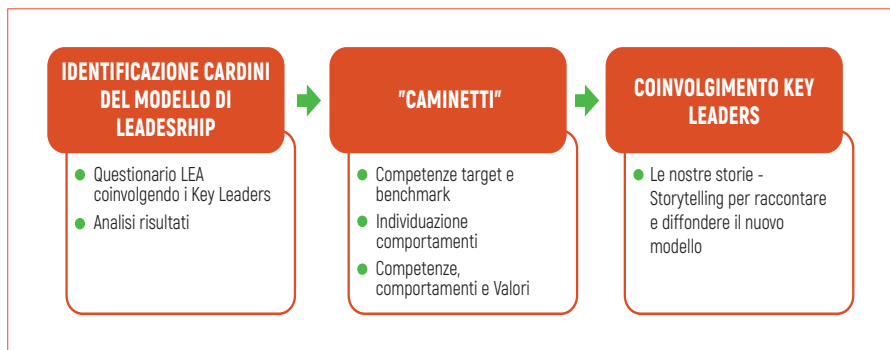 IDENTIFICAZIONE CARDINI
DEL MODELLO DI
LEADESRHIP
Questionario LEA
coinvolgendo i Key Leaders
Analisi risultati
"CAMINETTI"
Competenze target e
benchmark
Individuazione
comportamenti
Competenze,
comportamenti e Valori
COINVOLGIMENTO KEY
LEADERS
Le nostre storie -
Storytelling per raccontare
e diffondere il nuovo
modello